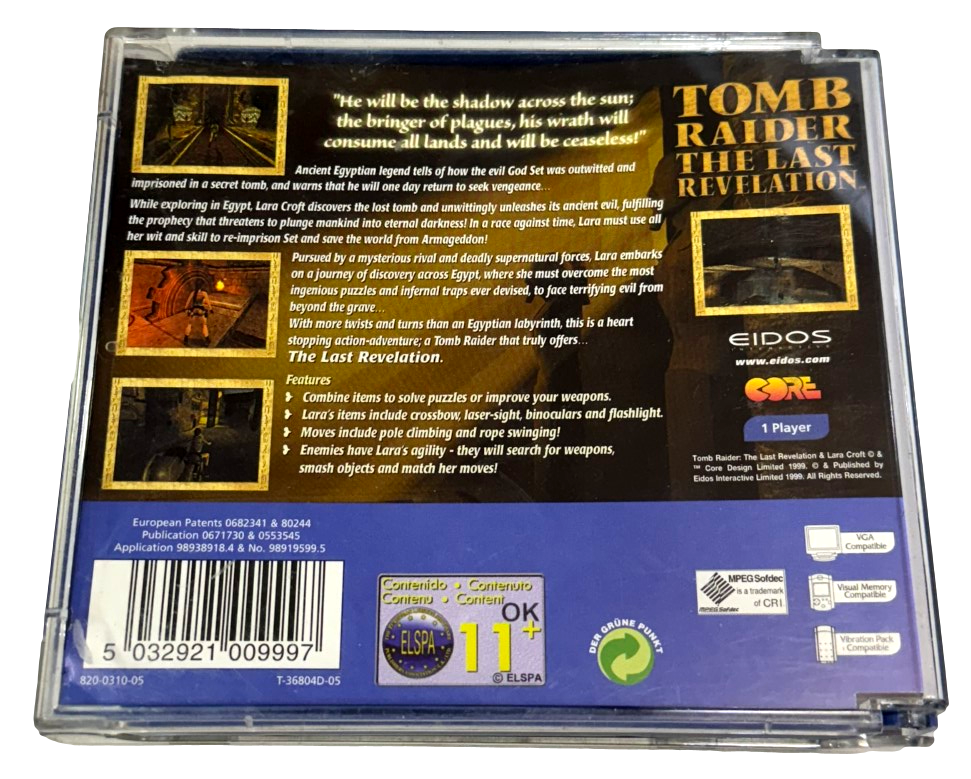 "He will be the shadow across the sun;
the bringer of plagues, his wrath will
consume all lands and will be ceaseless!"
Ancient Egyptian legend tells of how the evil God Set was outwitted and
imprisoned in a secret tomb, and warns that he will one day return to seek vengeance...
While exploring in Egypt, Lara Croft discovers the lost tomb and unwittingly unleashes its ancient evil, fulfilling
the prophecy that threatens to plunge mankind into eternal darkness! In a race against time, Lara must use all
her wit and skill to re-imprison Set and save the world from Armageddon!
Pursued by a mysterious rival and deadly supernatural forces, Lara embarks
on a journey of discovery across Egypt, where she must overcome the most
ingenious puzzles and infernal traps ever devised, to face terrifying evil from
beyond the grave...
With more twists and turns than an Egyptian labyrinth, this is a heart
stopping action-adventure; a Tomb Raider that truly offers...
The Last Revelation.
Features
Combine items to solve puzzles or improve your weapons.
Lara's items include crossbow, laser-sight, binoculars and flashlight.
Moves include pole climbing and rope swinging!
Enemies have Lara's agility - they will search for weapons,
smash objects and match her moves!
TOMB
RAIDER
THE LAST
REVELATION
EIDOS
INTERACTIVE
www.eidos.com
CORE
1 Player
Tomb Raider: The Last Revelation & Lara Croft © &
™ Core Design Limited 1999. © & Published by
Eidos Interactive Limited 1999. All Rights Reserved.
European Patents 0682341 & 80244
Publication 0671730 & 0553545
Application 98938918.4 & No. 98919599.5
5 032921 009997
820-0310-05
T-36804D-05
Contenido • Contenuto
Contenu • Content
OK
ELSPA
11+
© ELSPA
DER GRÜNE PUNKT
MPEG Sofdec
is a trademark
of CRI
MPEG Sofdec
VGA
Compatible
Visual Memory
Compatible
Vibration Pack
Compatible